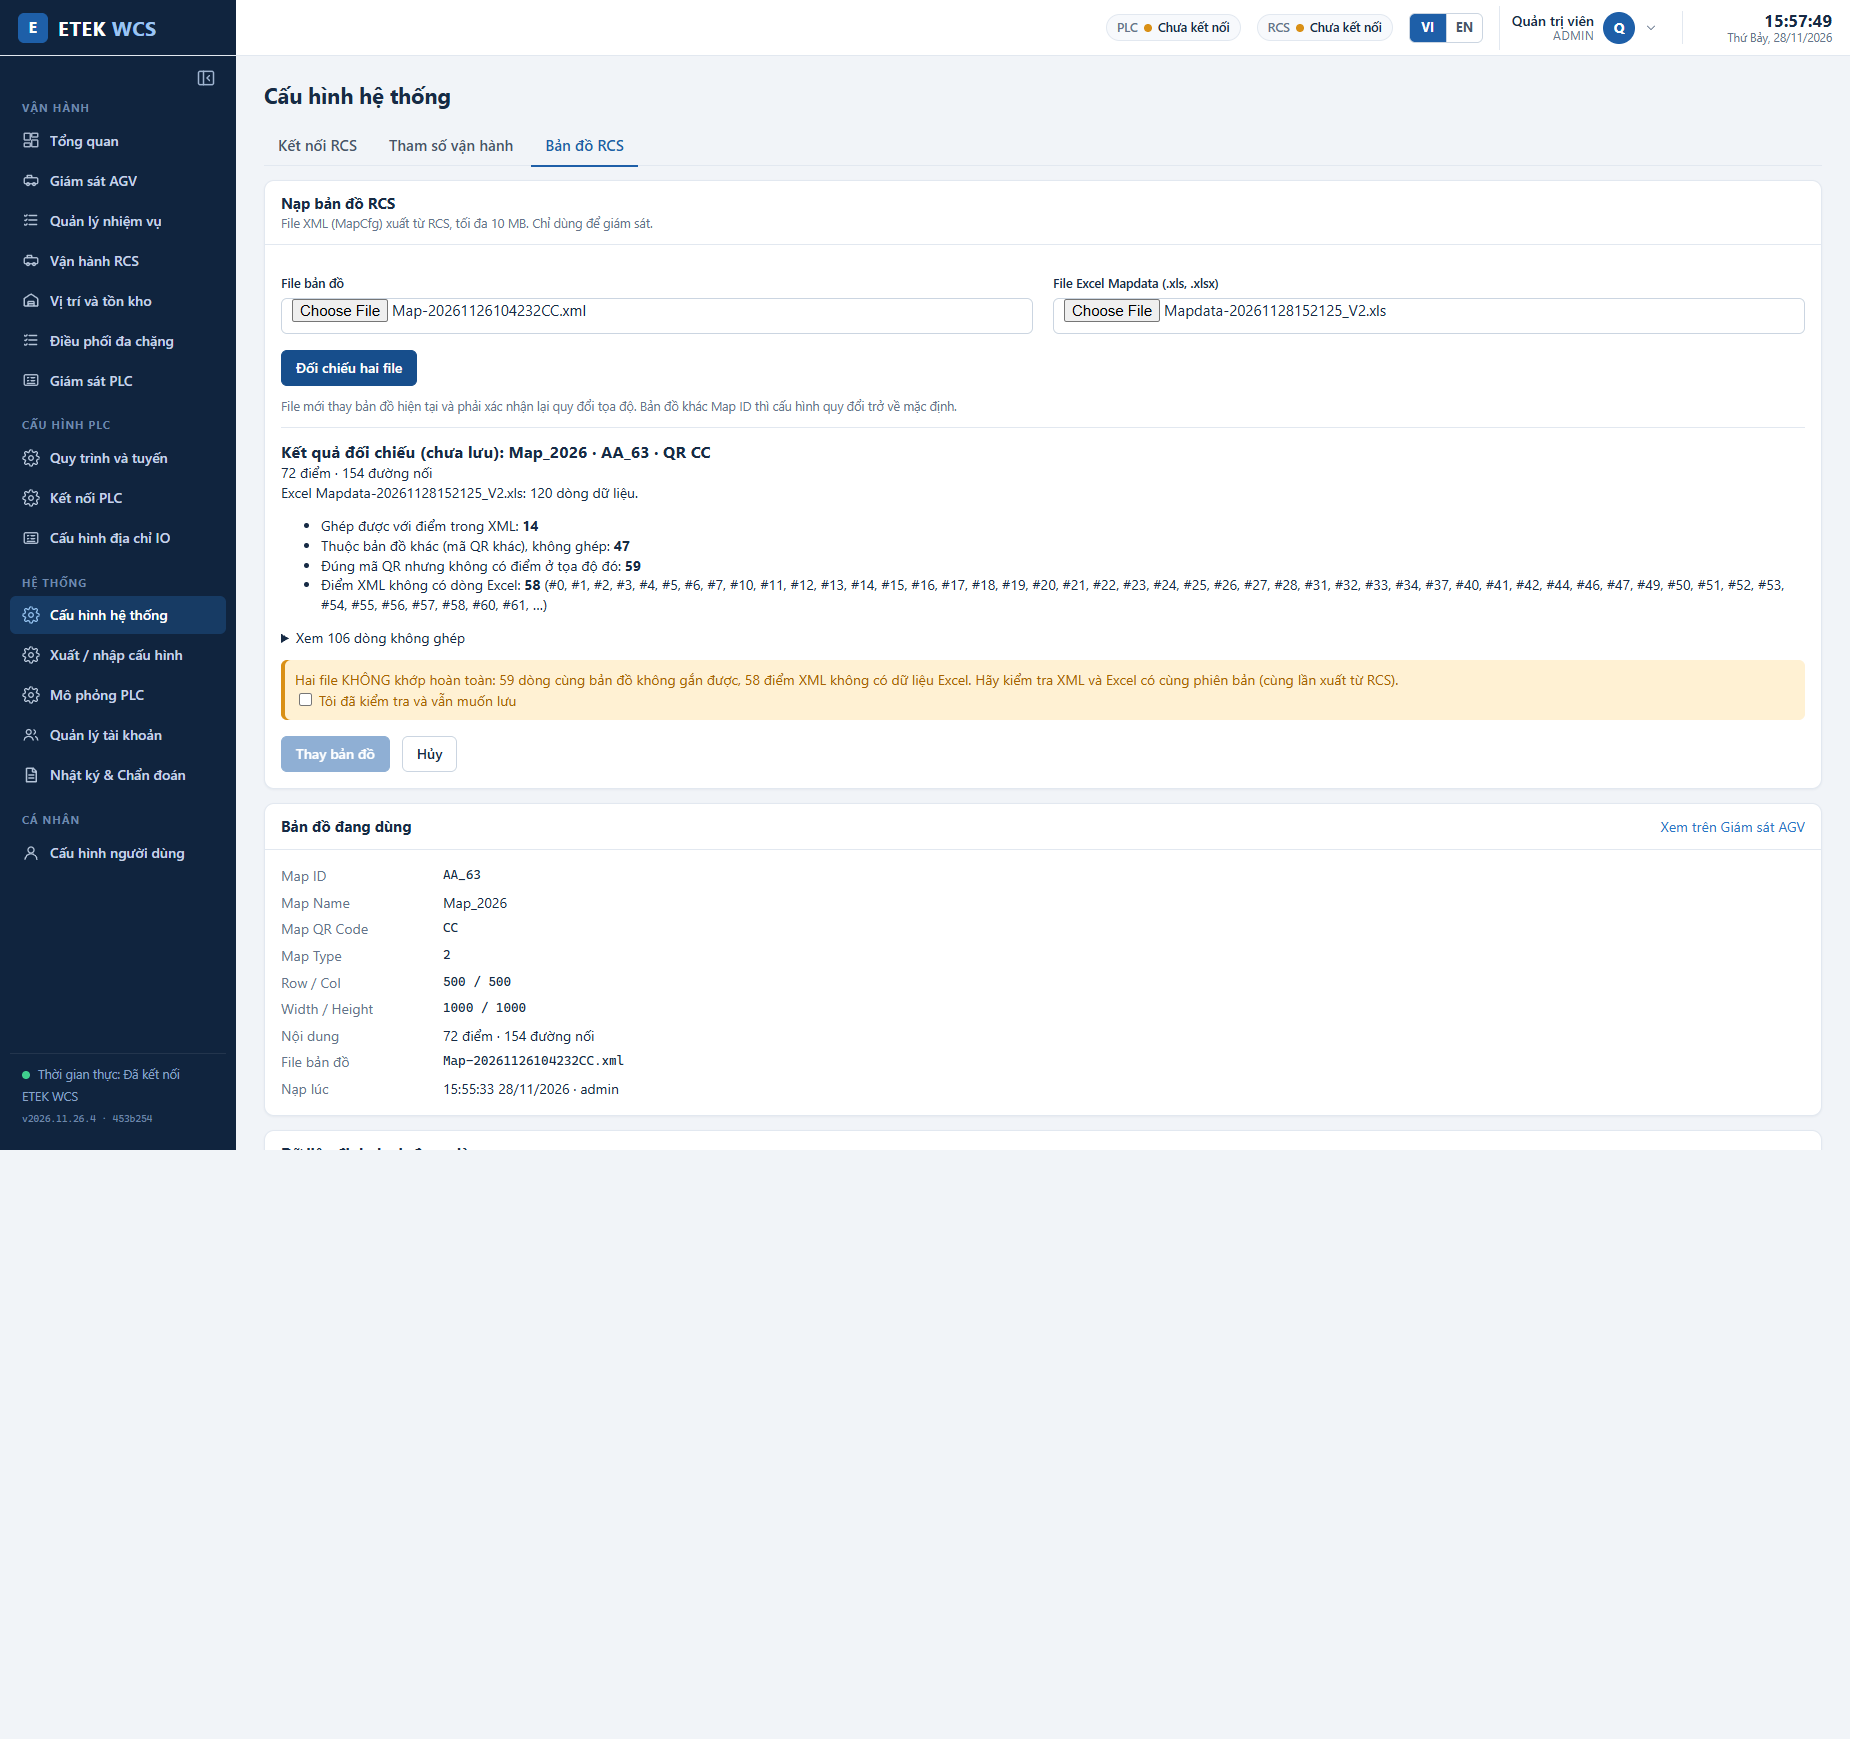 E ETEK WCS
PLC Chưa kết nối
RCS Chưa kết nối
VI EN
Quản trị viên
ADMIN
Q
15:57:49
Thứ Bảy, 28/11/2026
VẬN HÀNH
Tổng quan
Giám sát AGV
Quản lý nhiệm vụ
Vận hành RCS
Vị trí và tồn kho
Điều phối đa chặng
Giám sát PLC
CẤU HÌNH PLC
Quy trình và tuyến
Kết nối PLC
Cấu hình địa chỉ IO
HỆ THỐNG
Cấu hình hệ thống
Xuất / nhập cấu hình
Mô phỏng PLC
Quản lý tài khoản
Nhật ký & Chẩn đoán
CÁ NHÂN
Cấu hình người dùng
Thời gian thực: Đã kết nối
ETEK WCS
v2026.11.26.4 · 453b254
Cấu hình hệ thống
Kết nối RCS
Tham số vận hành
Bản đồ RCS
Nạp bản đồ RCS
File XML (MapCfg) xuất từ RCS, tối đa 10 MB. Chỉ dùng để giám sát.
File bản đồ
Choose File Map-20261126104232CC.xml
File Excel Mapdata (.xls, .xlsx)
Choose File Mapdata-20261128152125_V2.xls
Đối chiếu hai file
File mới thay bản đồ hiện tại và phải xác nhận lại quy đổi tọa độ. Bản đồ khác Map ID thì cấu hình quy đổi trở về mặc định.
Kết quả đối chiếu (chưa lưu): Map_2026 · AA_63 · QR CC
72 điểm · 154 đường nối
Excel Mapdata-20261128152125_V2.xls: 120 dòng dữ liệu.
• Ghép được với điểm trong XML: 14
• Thuộc bản đồ khác (mã QR khác), không ghép: 47
• Đúng mã QR nhưng không có điểm ở tọa độ đó: 59
• Điểm XML không có dòng Excel: 58 (#0, #1, #2, #3, #4, #5, #6, #7, #10, #11, #12, #13, #14, #15, #16, #17, #18, #19, #20, #21, #22, #23, #24, #25, #26, #27, #28, #31, #32, #33, #34, #37, #40, #41, #42, #44, #46, #47, #49, #50, #51, #52, #53,
#54, #55, #56, #57, #58, #60, #61, ...)
Xem 106 dòng không ghép
Hai file KHÔNG khớp hoàn toàn: 59 dòng cùng bản đồ không gắn được, 58 điểm XML không có dữ liệu Excel. Hãy kiểm tra XML và Excel có cùng phiên bản (cùng lần xuất từ RCS).
Tôi đã kiểm tra và vẫn muốn lưu
Thay bản đồ
Hủy
Bản đồ đang dùng
Xem trên Giám sát AGV
Map ID AA_63
Map Name Map_2026
Map QR Code CC
Map Type 2
Row / Col 500 / 500
Width / Height 1000 / 1000
Nội dung 72 điểm · 154 đường nối
File bản đồ Map-20261126104232CC.xml
Nạp lúc 15:55:33 28/11/2026 · admin